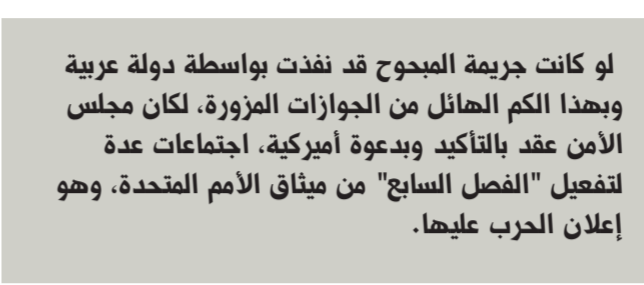 لو كانت جريمة المبحوح قد نفذت بواسطة دولة عربية
وبهذا الكم الهائل من الجوازات المزورة، لكان مجلس
الأمن عقد بالتأكيد وبدعوة أميركية، اجتماعات عدة
لتفعيل "الفصل السابع" من ميثاق الأمم المتحدة، وهو
إعلان الحرب عليها.